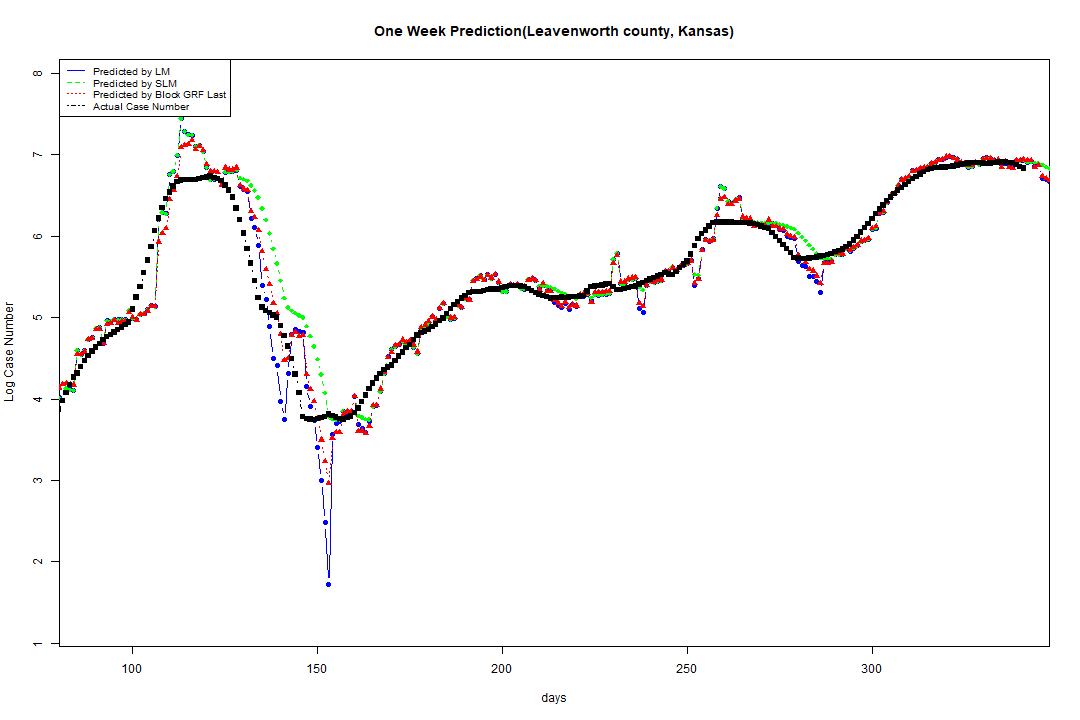 One Week Prediction(Leavenworth county, Kansas)
Predicted by LM
Predicted by SLM
Predicted by Block GRF Last
Actual Case Number
8
7
6
5
4
3
2
1
Log Case Number
100 150 200 250 300
days